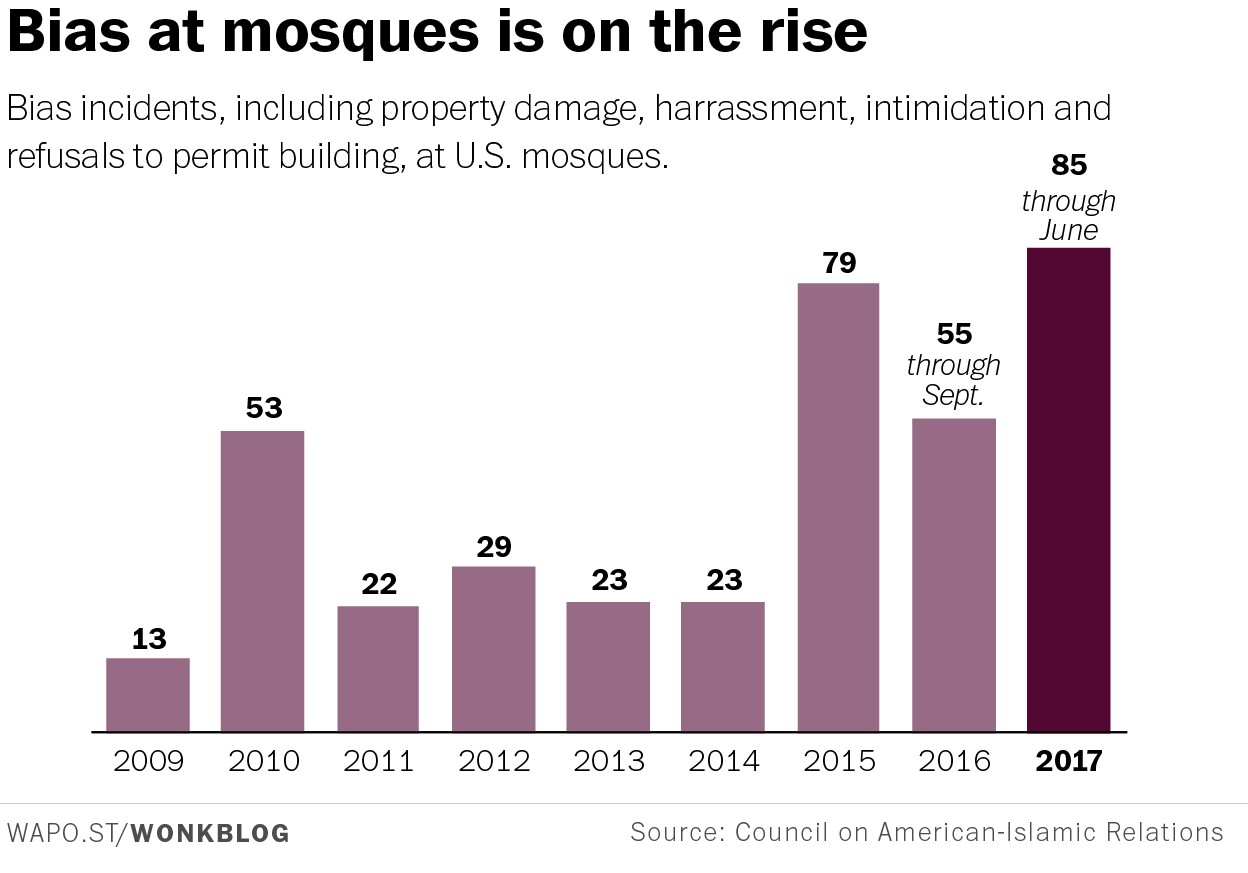 Bias at mosques is on the rise
Bias incidents, including property damage, harrassment, intimidation and
refusals to permit building, at U.S. mosques.
13
53
22
29
23
23
79
55
through
Sept.
85
through
June
2009
2010
2011
2012
2013
2014
2015
2016
2017
WAPO.ST/WONKBLOG
Source: Council on American-Islamic Relations